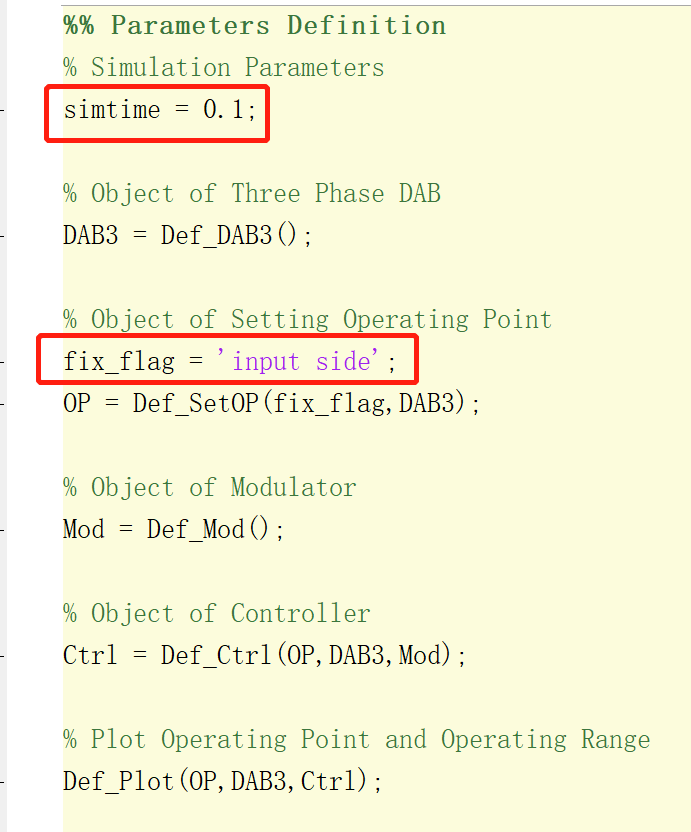 %% Parameters Definition
% Simulation Parameters
simtime = 0.1;
% Object of Three Phase DAB
DAB3 = Def_DAB3();
% Object of Setting Operating Point
fix_flag = 'input side';
OP = Def_SetOP(fix_flag,DAB3);
% Object of Modulator
Mod = Def_Mod();
% Object of Controller
Ctrl = Def_Ctrl(OP,DAB3,Mod);
% Plot Operating Point and Operating Range
Def_Plot(OP,DAB3,Ctrl);